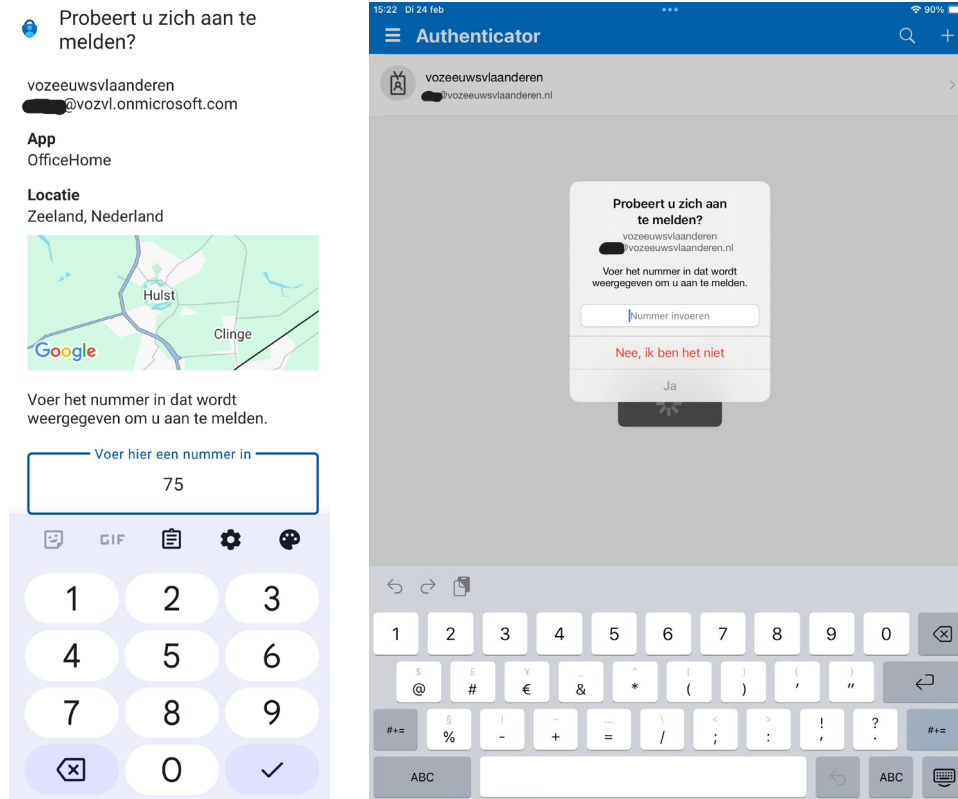 Probeert u zich aan te
melden?
vozeeuwsvlaanderen
@vozvl.onmicrosoft.com
App
OfficeHome
Locatie
Zeeland, Nederland
Hulst
Clinge
Google
Voer het nummer in dat wordt
weergegeven om u aan te melden.
Voer hier een nummer in
75
GIF
1 2 3
4 5 6
7 8 9
0
15:22 Di 24 feb
90%
Authenticator
vozeeuwsvlaanderen
@vozeeuwsvlaanderen.nl
Probeert u zich aan
te melden?
vozeeuwsvlaanderen
@vozeeuwsvlaanderen.nl
Voer het nummer in dat wordt
weergegeven om u aan te melden.
Nummer invoeren
Nee, ik ben het niet
Ja
1 2 3 4 5 6 7 8 9 0
$ £ ¥ _ ^ [ ] { }
@ # € & * ( ) ' "
§ | ~ … \ < >
#+= % - + = / ; : ! , ? . #+=
ABC ABC